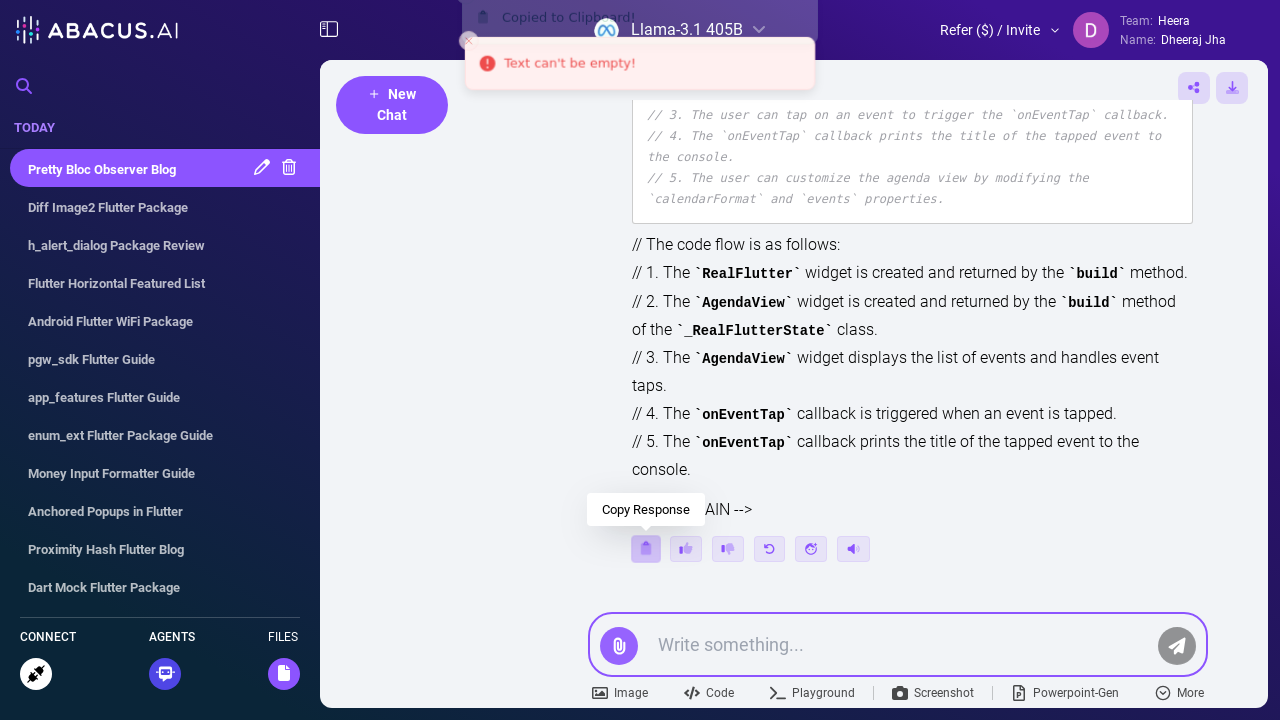 ABACUS.AI
Copied to Clipboard!
Llama-3.1 405B
Text can't be empty!
Refer ($) / Invite
D
Team: Heera
Name: Dheeraj Jha
TODAY
Pretty Bloc Observer Blog
Diff Image2 Flutter Package
h_alert_dialog Package Review
Flutter Horizontal Featured List
Android Flutter WiFi Package
pgw_sdk Flutter Guide
app_features Flutter Guide
enum_ext Flutter Package Guide
Money Input Formatter Guide
Anchored Popups in Flutter
Proximity Hash Flutter Blog
Dart Mock Flutter Package
CONNECT
AGENTS
FILES
+ New
Chat
// 3. The user can tap on an event to trigger the `onEventTap` callback.
// 4. The `onEventTap` callback prints the title of the tapped event to
the console.
// 5. The user can customize the agenda view by modifying the
`calendarFormat` and `events` properties.
// The code flow is as follows:
// 1. The `RealFlutter` widget is created and returned by the `build` method.
// 2. The `AgendaView` widget is created and returned by the `build` method
of the `_RealFlutterState` class.
// 3. The `AgendaView` widget displays the list of events and handles event
taps.
// 4. The `onEventTap` callback is triggered when an event is tapped.
// 5. The `onEventTap` callback prints the title of the tapped event to the
console.
AIN -->
Copy Response
Write something...
Image
Code
Playground
Screenshot
Powerpoint-Gen
More